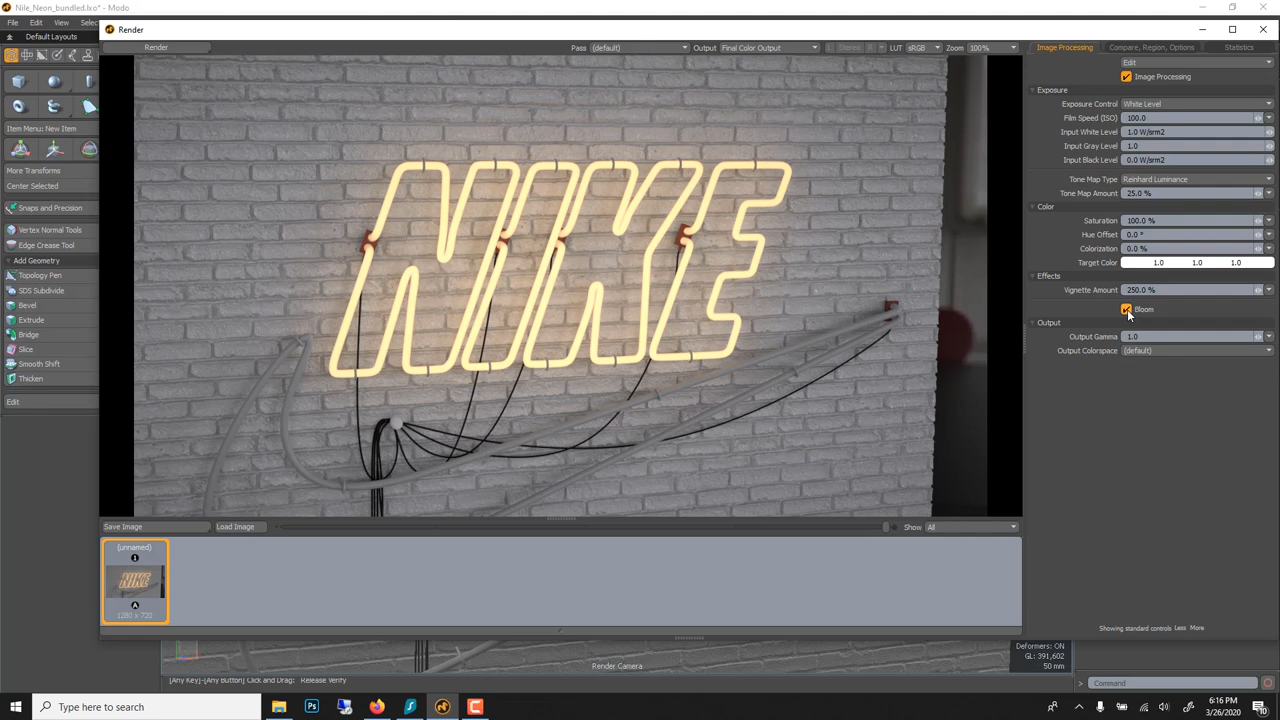 Nile_Neon_bundled.lxo* - Modo
File Edit View Selec
Default Layouts
Item Menu: New Item
More Transforms
Center Selected
Snaps and Precision
Vertex Normal Tools
Edge Crease Tool
Add Geometry
Topology Pen
SDS Subdivide
Bevel
Extrude
Bridge
Slice
Smooth Shift
Thicken
Edit
Render
Render
Pass (default) Output Final Color Output Stereo R LUT sRGB Zoom 100%
NIKE
Save Image Load Image Show All
(unnamed)
1
NIKE
A
1280 x 720
Image Processing Compare, Region, Options Statistics
Edit
Image Processing
Exposure
Exposure Control White Level
Film Speed (ISO) 100.0
Input White Level 1.0 W/srm2
Input Gray Level 1.0
Input Black Level 0.0 W/srm2
Tone Map Type Reinhard Luminance
Tone Map Amount 25.0 %
Color
Saturation 100.0 %
Hue Offset 0.0 °
Colorization 0.0 %
Target Color 1.0 1.0 1.0
Effects
Vignette Amount 250.0 %
Bloom
Output
Output Gamma 1.0
Output Colorspace (default)
Showing standard controls Less More
Render Camera
Deformers: ON
GL: 391,602
50 mm
[Any Key]-[Any Button] Click and Drag: Release Verify
> Command
Type here to search
Ps
6:16 PM
3/26/2020
10